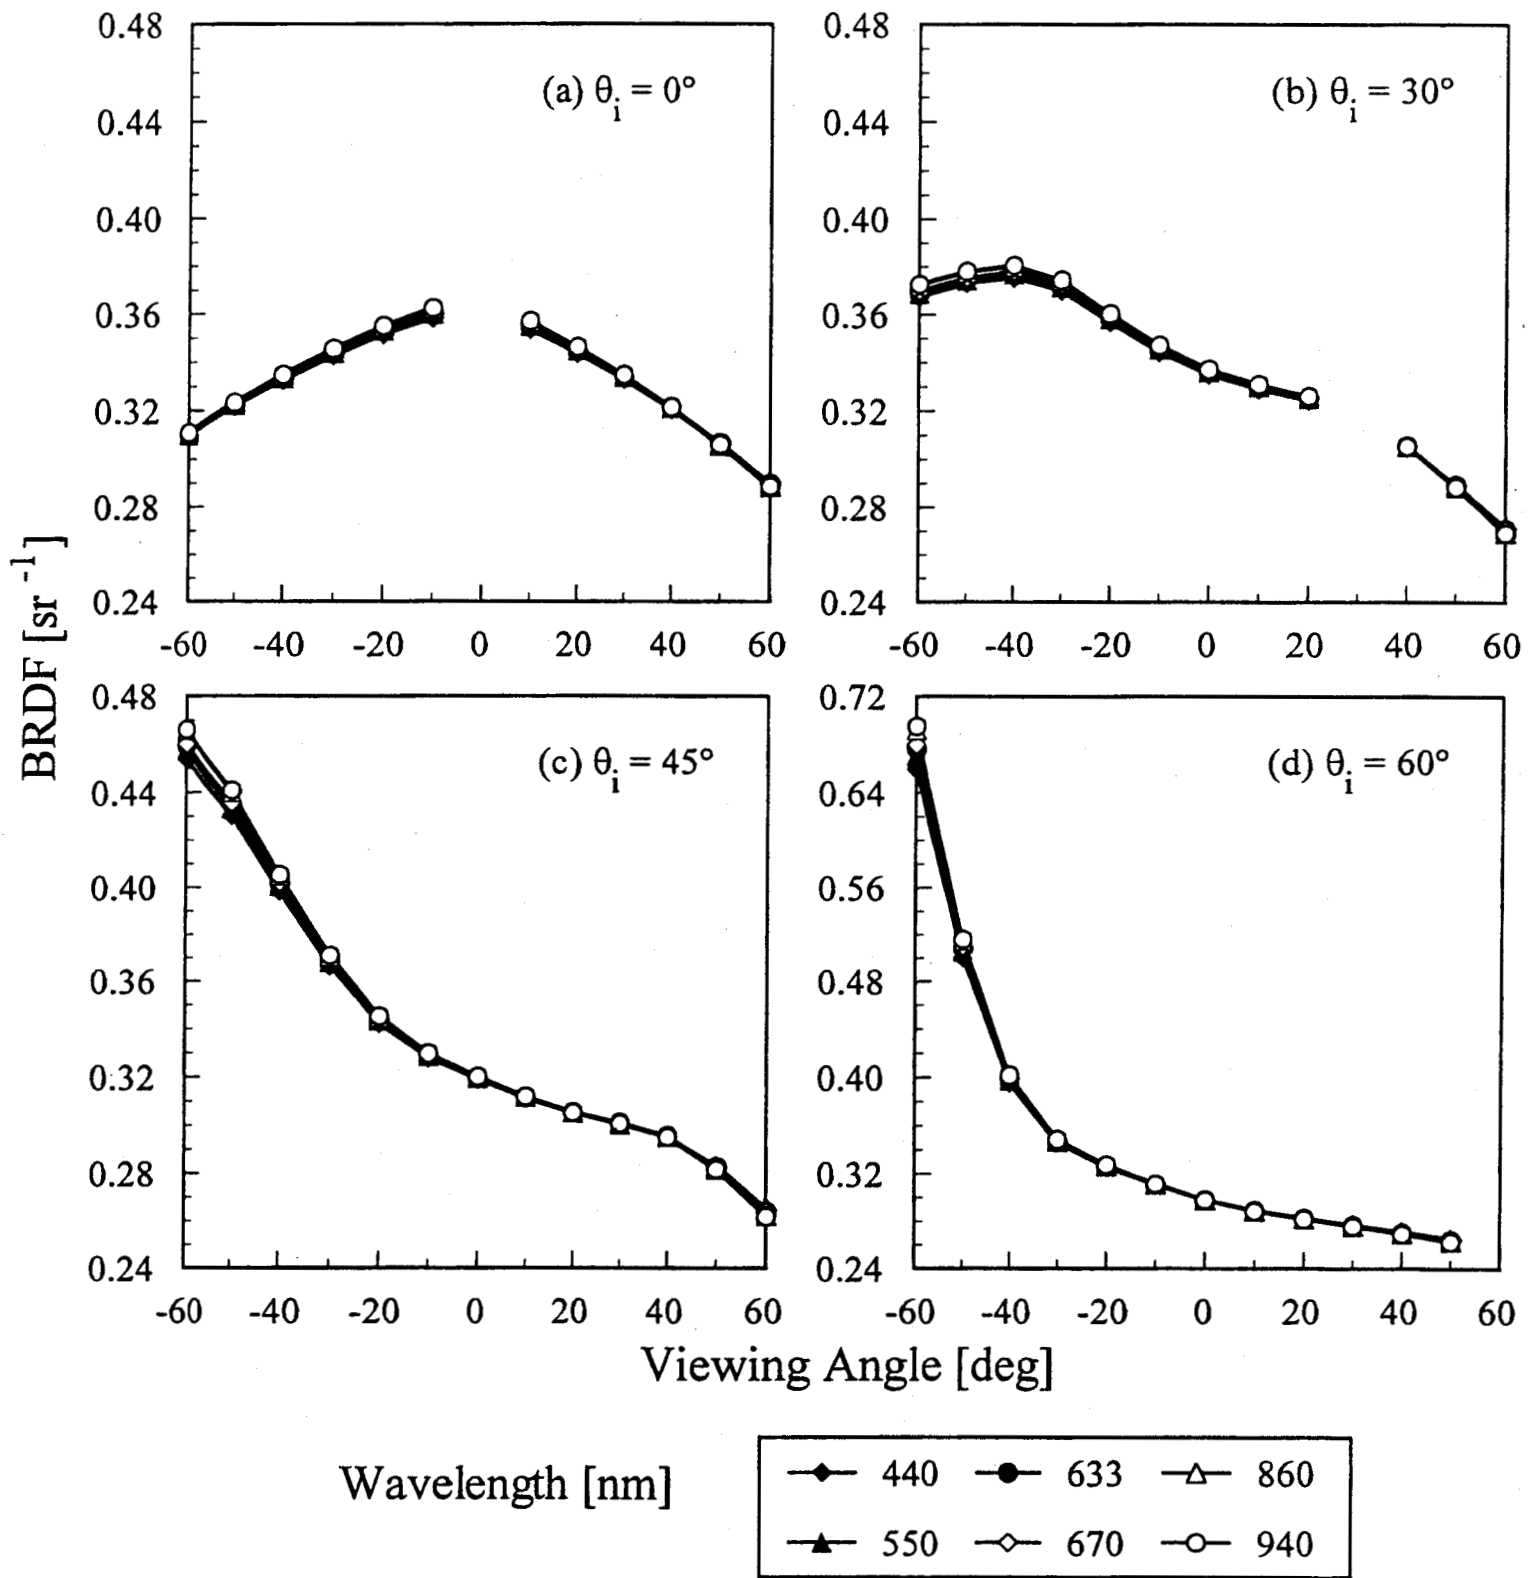 0.48
0.44
0.40
0.36
0.32
0.28
0.24
(a) θi = 0°
-60 -40 -20 0 20 40 60
0.48
0.44
0.40
0.36
0.32
0.28
0.24
(b) θi = 30°
-60 -40 -20 0 20 40 60
BRDF [sr -1]
0.48
0.44
0.40
0.36
0.32
0.28
0.24
(c) θi = 45°
-60 -40 -20 0 20 40 60
0.72
0.64
0.56
0.48
0.40
0.32
0.24
(d) θi = 60°
-60 -40 -20 0 20 40 60
Viewing Angle [deg]
Wavelength [nm]
440 633 860
550 670 940